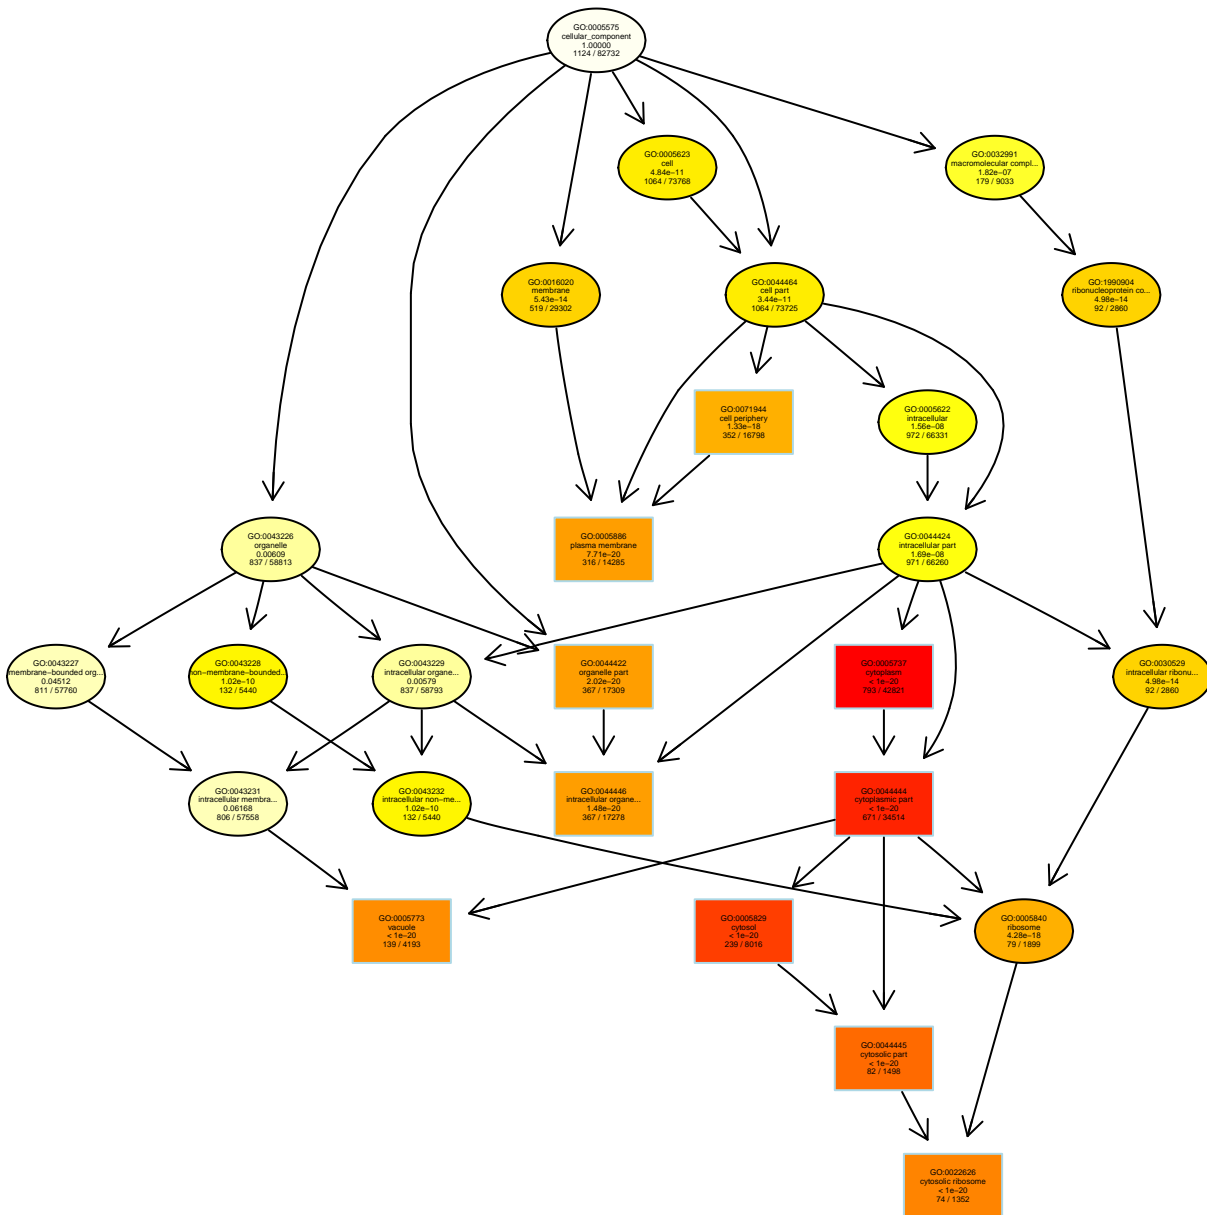 GO:0005575
cellular_component
1.00000
1124 / 82732
GO:0005623
cell
4.84e−11
1064 / 73768
GO:0032991
macromolecular compl...
1.82e−07
179 / 9033
GO:0016020
membrane
5.43e−14
519 / 29302
GO:0044464
cell part
3.44e−11
1064 / 73725
GO:1990904
ribonucleoprotein co...
4.98e−14
92 / 2860
GO:0071944
cell periphery
1.33e−18
352 / 16798
GO:0005622
intracellular
1.56e−08
972 / 66331
GO:0043226
organelle
0.00609
837 / 58813
GO:0005886
plasma membrane
7.71e−20
316 / 14285
GO:0044424
intracellular part
1.69e−08
971 / 66260
GO:0043227
membrane−bounded org...
0.04512
811 / 57760
GO:0043228
non−membrane−bounded...
1.02e−10
132 / 5440
GO:0043229
intracellular organe...
0.00579
837 / 58793
GO:0044422
organelle part
2.02e−20
367 / 17309
GO:0005737
cytoplasm
< 1e−20
793 / 42821
GO:0030529
intracellular ribonu...
4.98e−14
92 / 2860
GO:0043231
intracellular membra...
0.06168
806 / 57558
GO:0043232
intracellular non−me...
1.02e−10
132 / 5440
GO:0044446
intracellular organe...
1.48e−20
367 / 17278
GO:0044444
cytoplasmic part
< 1e−20
671 / 34514
GO:0005773
vacuole
< 1e−20
139 / 4193
GO:0005829
cytosol
< 1e−20
239 / 8016
GO:0005840
ribosome
4.28e−18
79 / 1899
GO:0044445
cytosolic part
< 1e−20
82 / 1498
GO:0022626
cytosolic ribosome
< 1e−20
74 / 1352